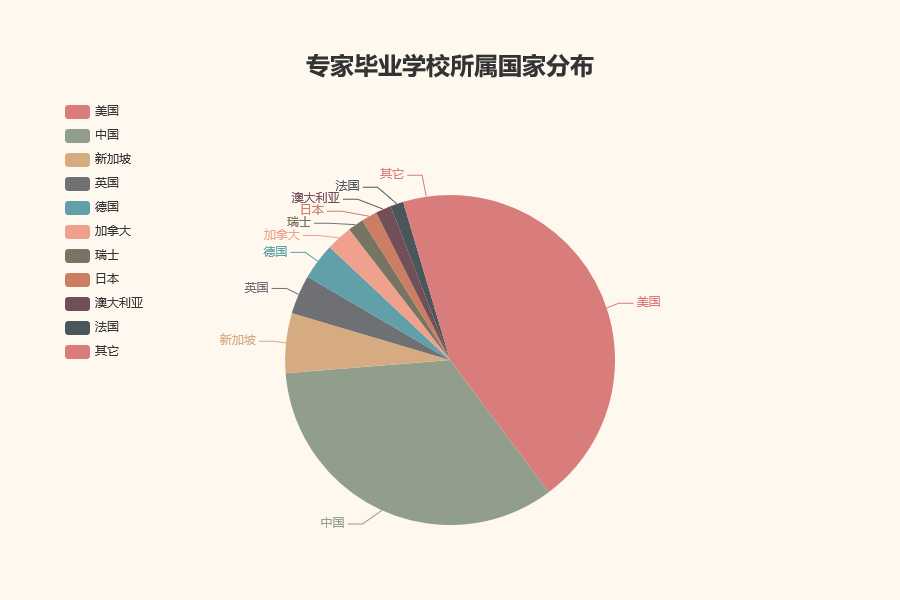 专家毕业学校所属国家分布
美国
中国
新加坡
英国
德国
加拿大
瑞士
日本
澳大利亚
法国
其它
其它
法国
澳大利亚
日本
瑞士
加拿大
德国
英国
新加坡
美国
中国